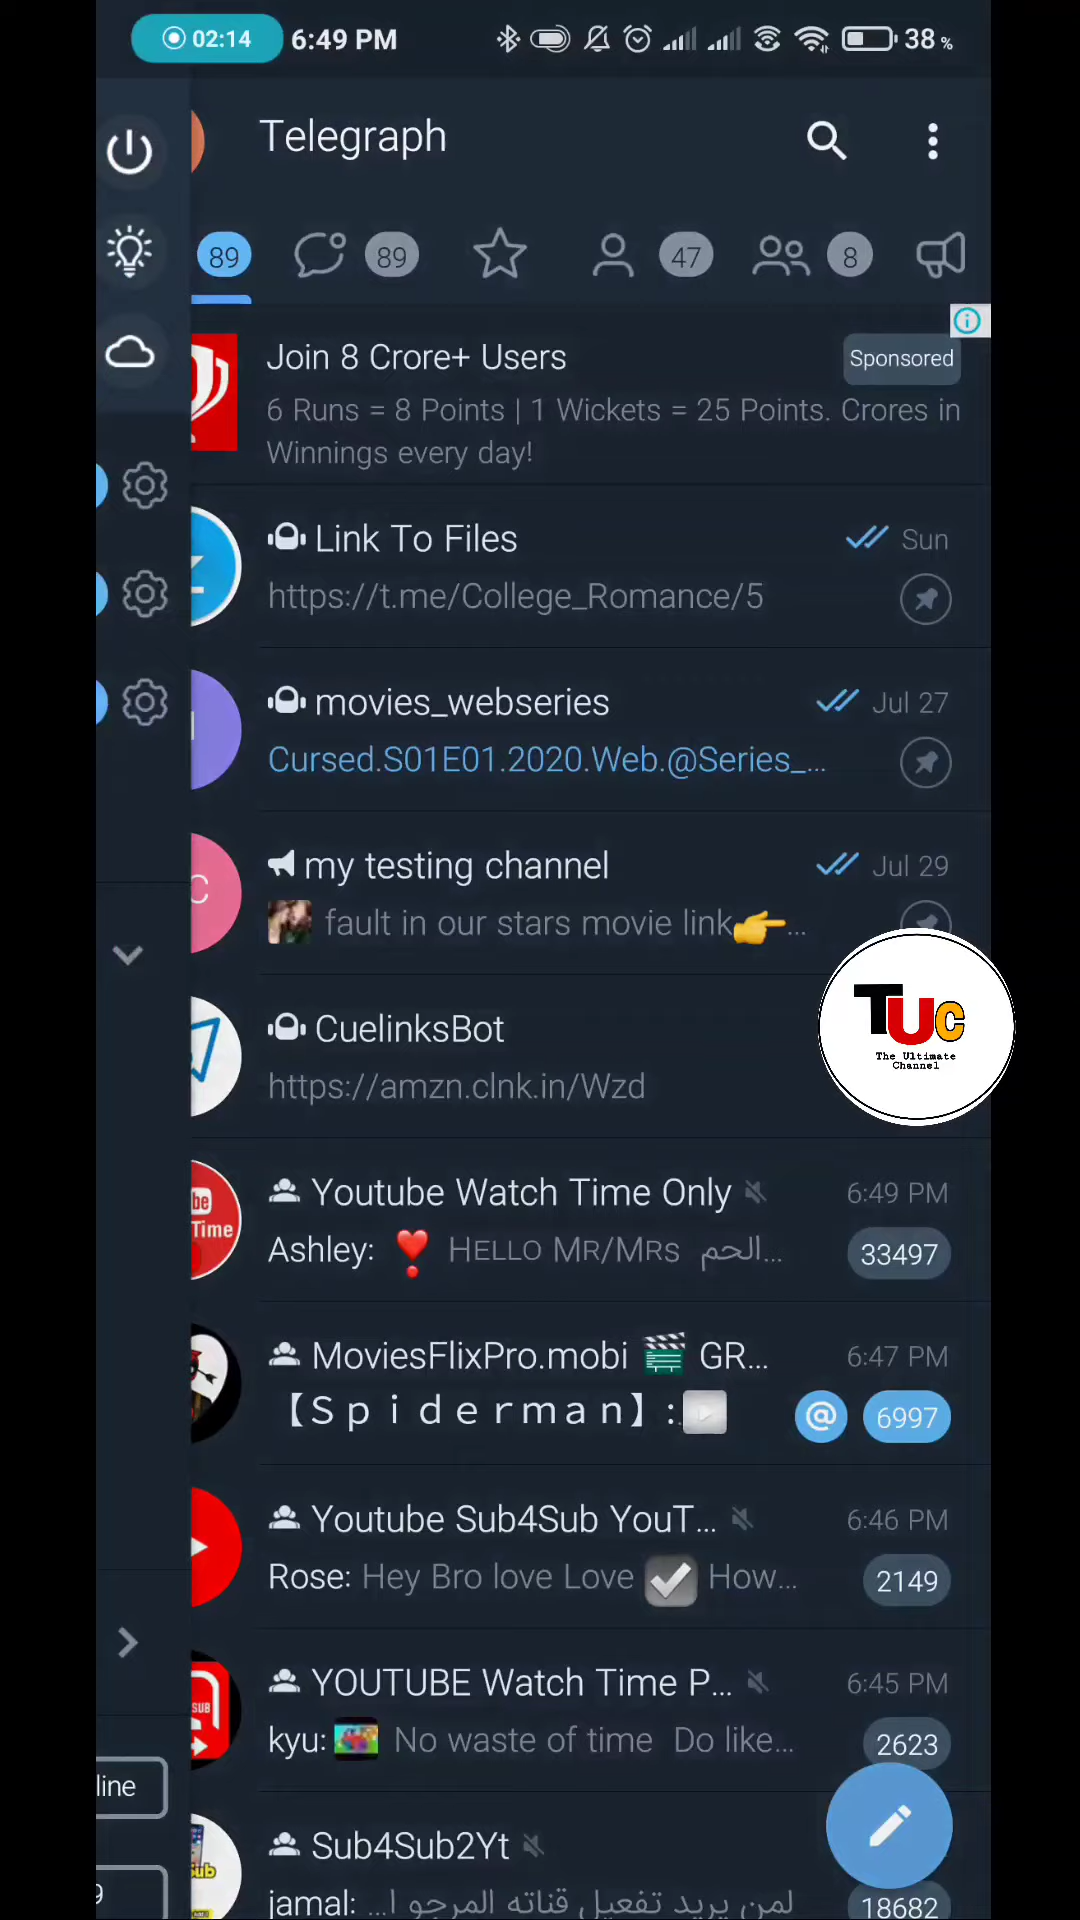 02:14 6:49 PM 38 %
Telegraph
89 89 47 8
Join 8 Crore+ Users Sponsored
6 Runs = 8 Points | 1 Wickets = 25 Points. Crores in
Winnings every day!
Link To Files Sun
https://t.me/College_Romance/5
movies_webseries Jul 27
Cursed.S01E01.2020.Web.@Series_...
my testing channel Jul 29
C
fault in our stars movie link👉...
TUC
The Ultimate
Channel
CuelinksBot
https://amzn.clnk.in/Wzd
Youtube Watch Time Only 6:49 PM
be
Time
Ashley: ❣️ HELLO MR/MRS الحم... 33497
MoviesFlixPro.mobi 🎬 GR... 6:47 PM
【Ｓｐｉｄｅｒｍａｎ】: @ 6997
Youtube Sub4Sub YouT... 6:46 PM
Rose: Hey Bro love Love ✅ How... 2149
YOUTUBE Watch Time P... 6:45 PM
SUB
kyu: No waste of time Do like... 2623
line
Sub4Sub2Yt
ub
9
jamal: لمن يريد تفعيل قناته المرجو ا... 18682